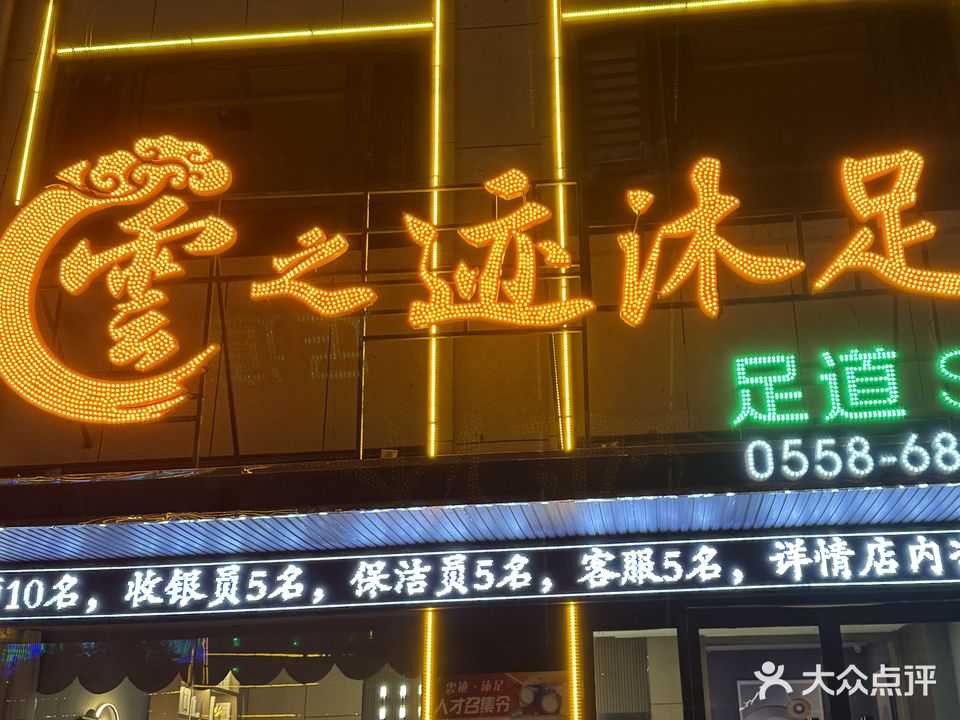 雲之迹沐足
足道 S
0558-68
10名，收银员5名，保洁员5名，客服5名，详情店内
雲迹·沐足
人才召集令
大众点评